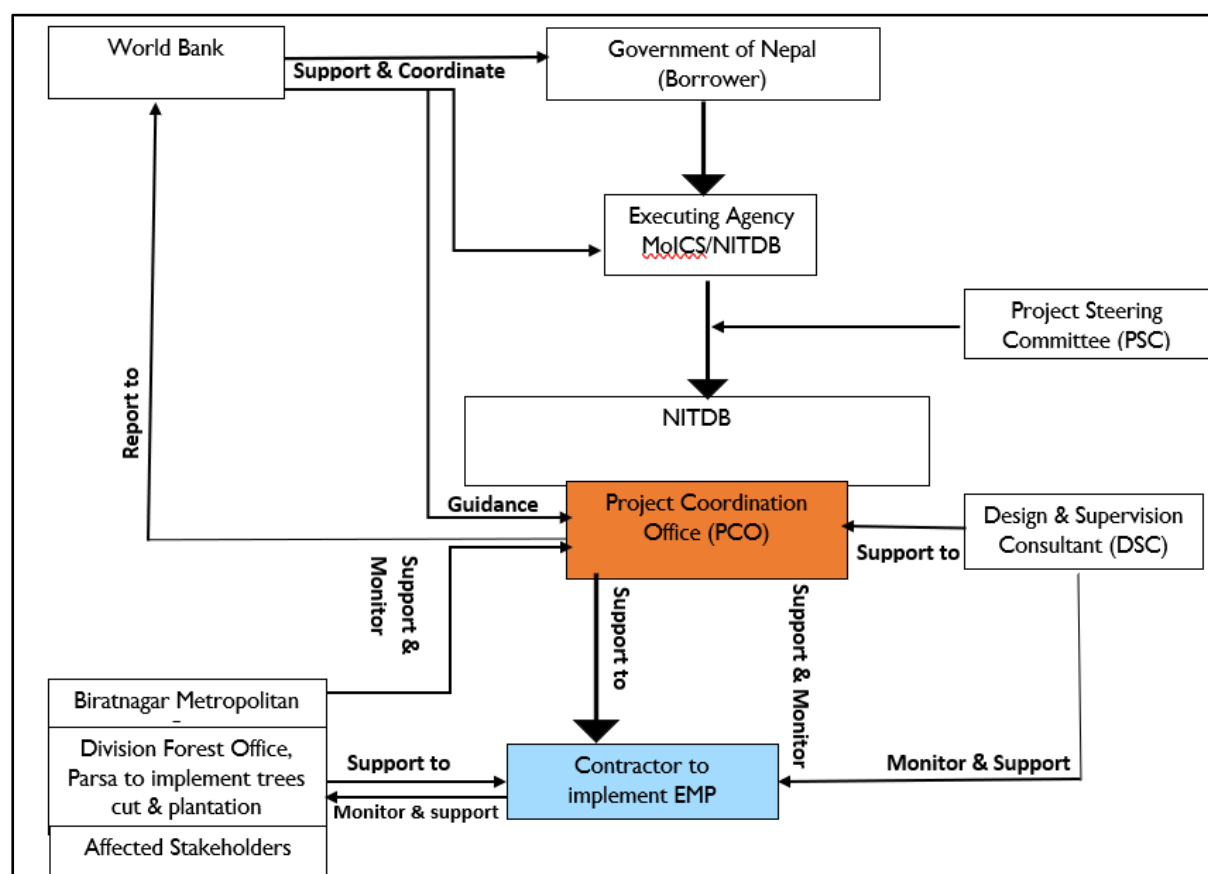 World Bank
Government of Nepal
(Borrower)
Support & Coordinate
Executing Agency
MoICS/NITDB
Project Steering
Committee (PSC)
Report to
NITDB
Guidance
Project Coordination
Office (PCO)
Design & Supervision
Consultant (DSC)
Support to
Support &
Monitor
Support to
Support & Monitor
Biratnagar Metropolitan
Division Forest Office,
Parsa to implement trees
cut & plantation
Affected Stakeholders
Support to
Monitor & support
Contractor to
implement EMP
Monitor & Support